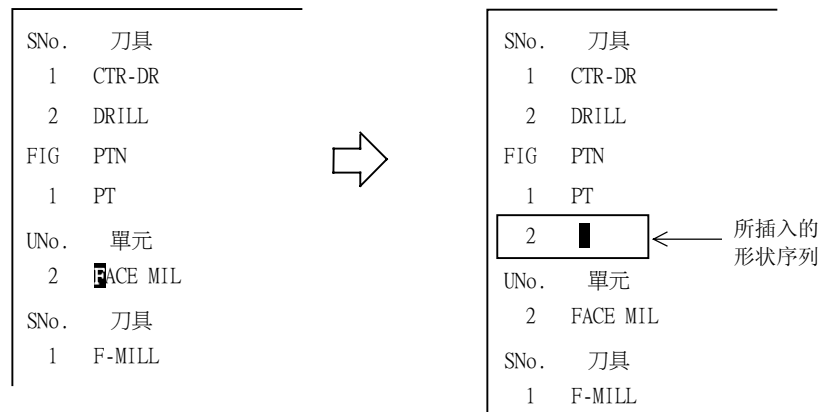 SNo. 刀具
1 CTR-DR
2 DRILL
FIG PTN
1 PT
UNo. 單元
2 FACE MIL
SNo. 刀具
1 F-MILL
SNo. 刀具
1 CTR-DR
2 DRILL
FIG PTN
1 PT
2
UNo. 單元
2 FACE MIL
SNo. 刀具
1 F-MILL
所插入的
形状序列